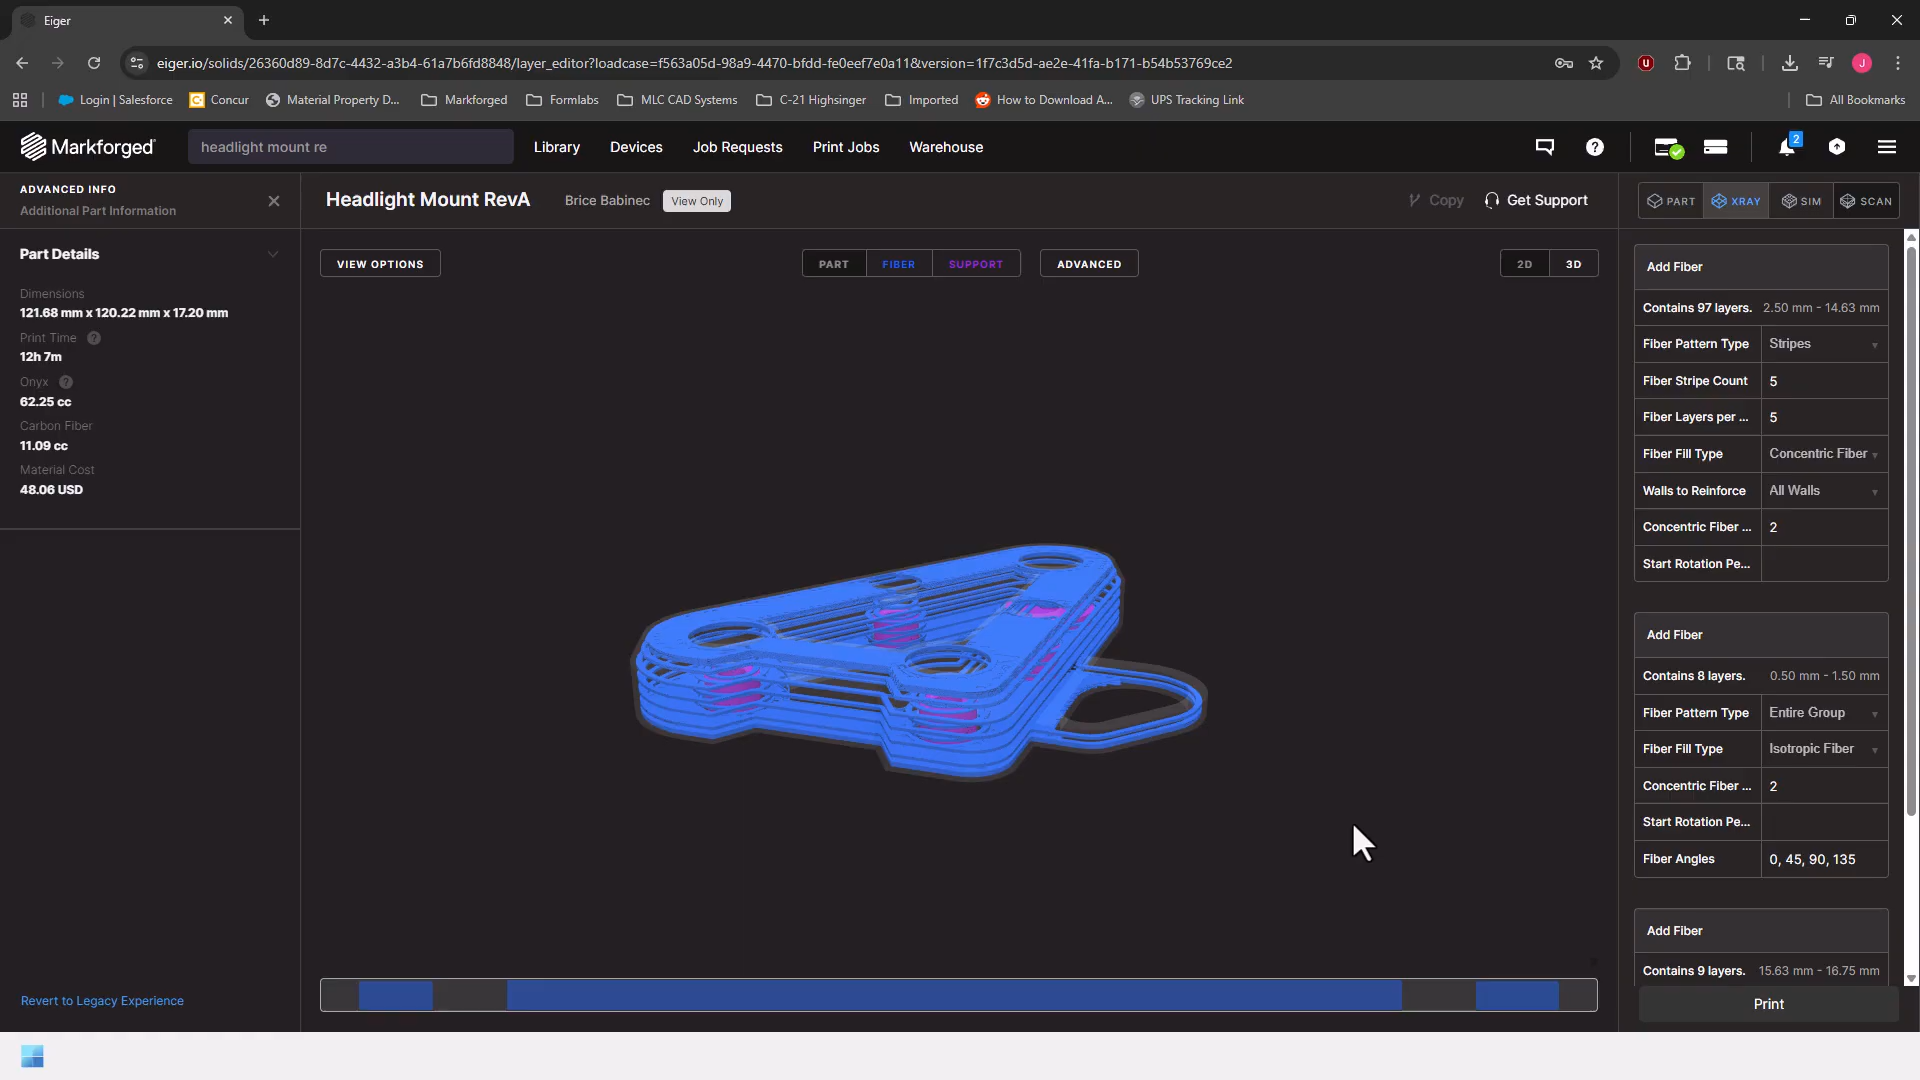 Eiger
eiger.io/solids/26360d89-8d7c-4432-a3b4-61a7b6fd8848/layer_editor?loadcase=f563a05d-98a9-4470-bfdd-fe0eef7e0a11&version=1f7c3d5d-ae2e-41fa-b171-b54b53769ce2
Login | Salesforce
Concur
Material Property D...
Markforged
Formlabs
MLC CAD Systems
C-21 Highsinger
Imported
How to Download A...
UPS Tracking Link
All Bookmarks
Markforged
headlight mount re
Library
Devices
Job Requests
Print Jobs
Warehouse
2
ADVANCED INFO
Additional Part Information
Headlight Mount RevA
Brice Babinec
View Only
Copy
Get Support
PART
XRAY
SIM
SCAN
Part Details
Dimensions
121.68 mm x 120.22 mm x 17.20 mm
Print Time
12h 7m
Onyx
62.25 cc
Carbon Fiber
11.09 cc
Material Cost
48.06 USD
Revert to Legacy Experience
VIEW OPTIONS
PART
FIBER
SUPPORT
ADVANCED
2D
3D
Add Fiber
Contains 97 layers. 2.50 mm - 14.63 mm
Fiber Pattern Type Stripes
Fiber Stripe Count 5
Fiber Layers per ... 5
Fiber Fill Type Concentric Fiber
Walls to Reinforce All Walls
Concentric Fiber ... 2
Start Rotation Pe...
Add Fiber
Contains 8 layers. 0.50 mm - 1.50 mm
Fiber Pattern Type Entire Group
Fiber Fill Type Isotropic Fiber
Concentric Fiber ... 2
Start Rotation Pe...
Fiber Angles 0, 45, 90, 135
Add Fiber
Contains 9 layers. 15.63 mm - 16.75 mm
Print